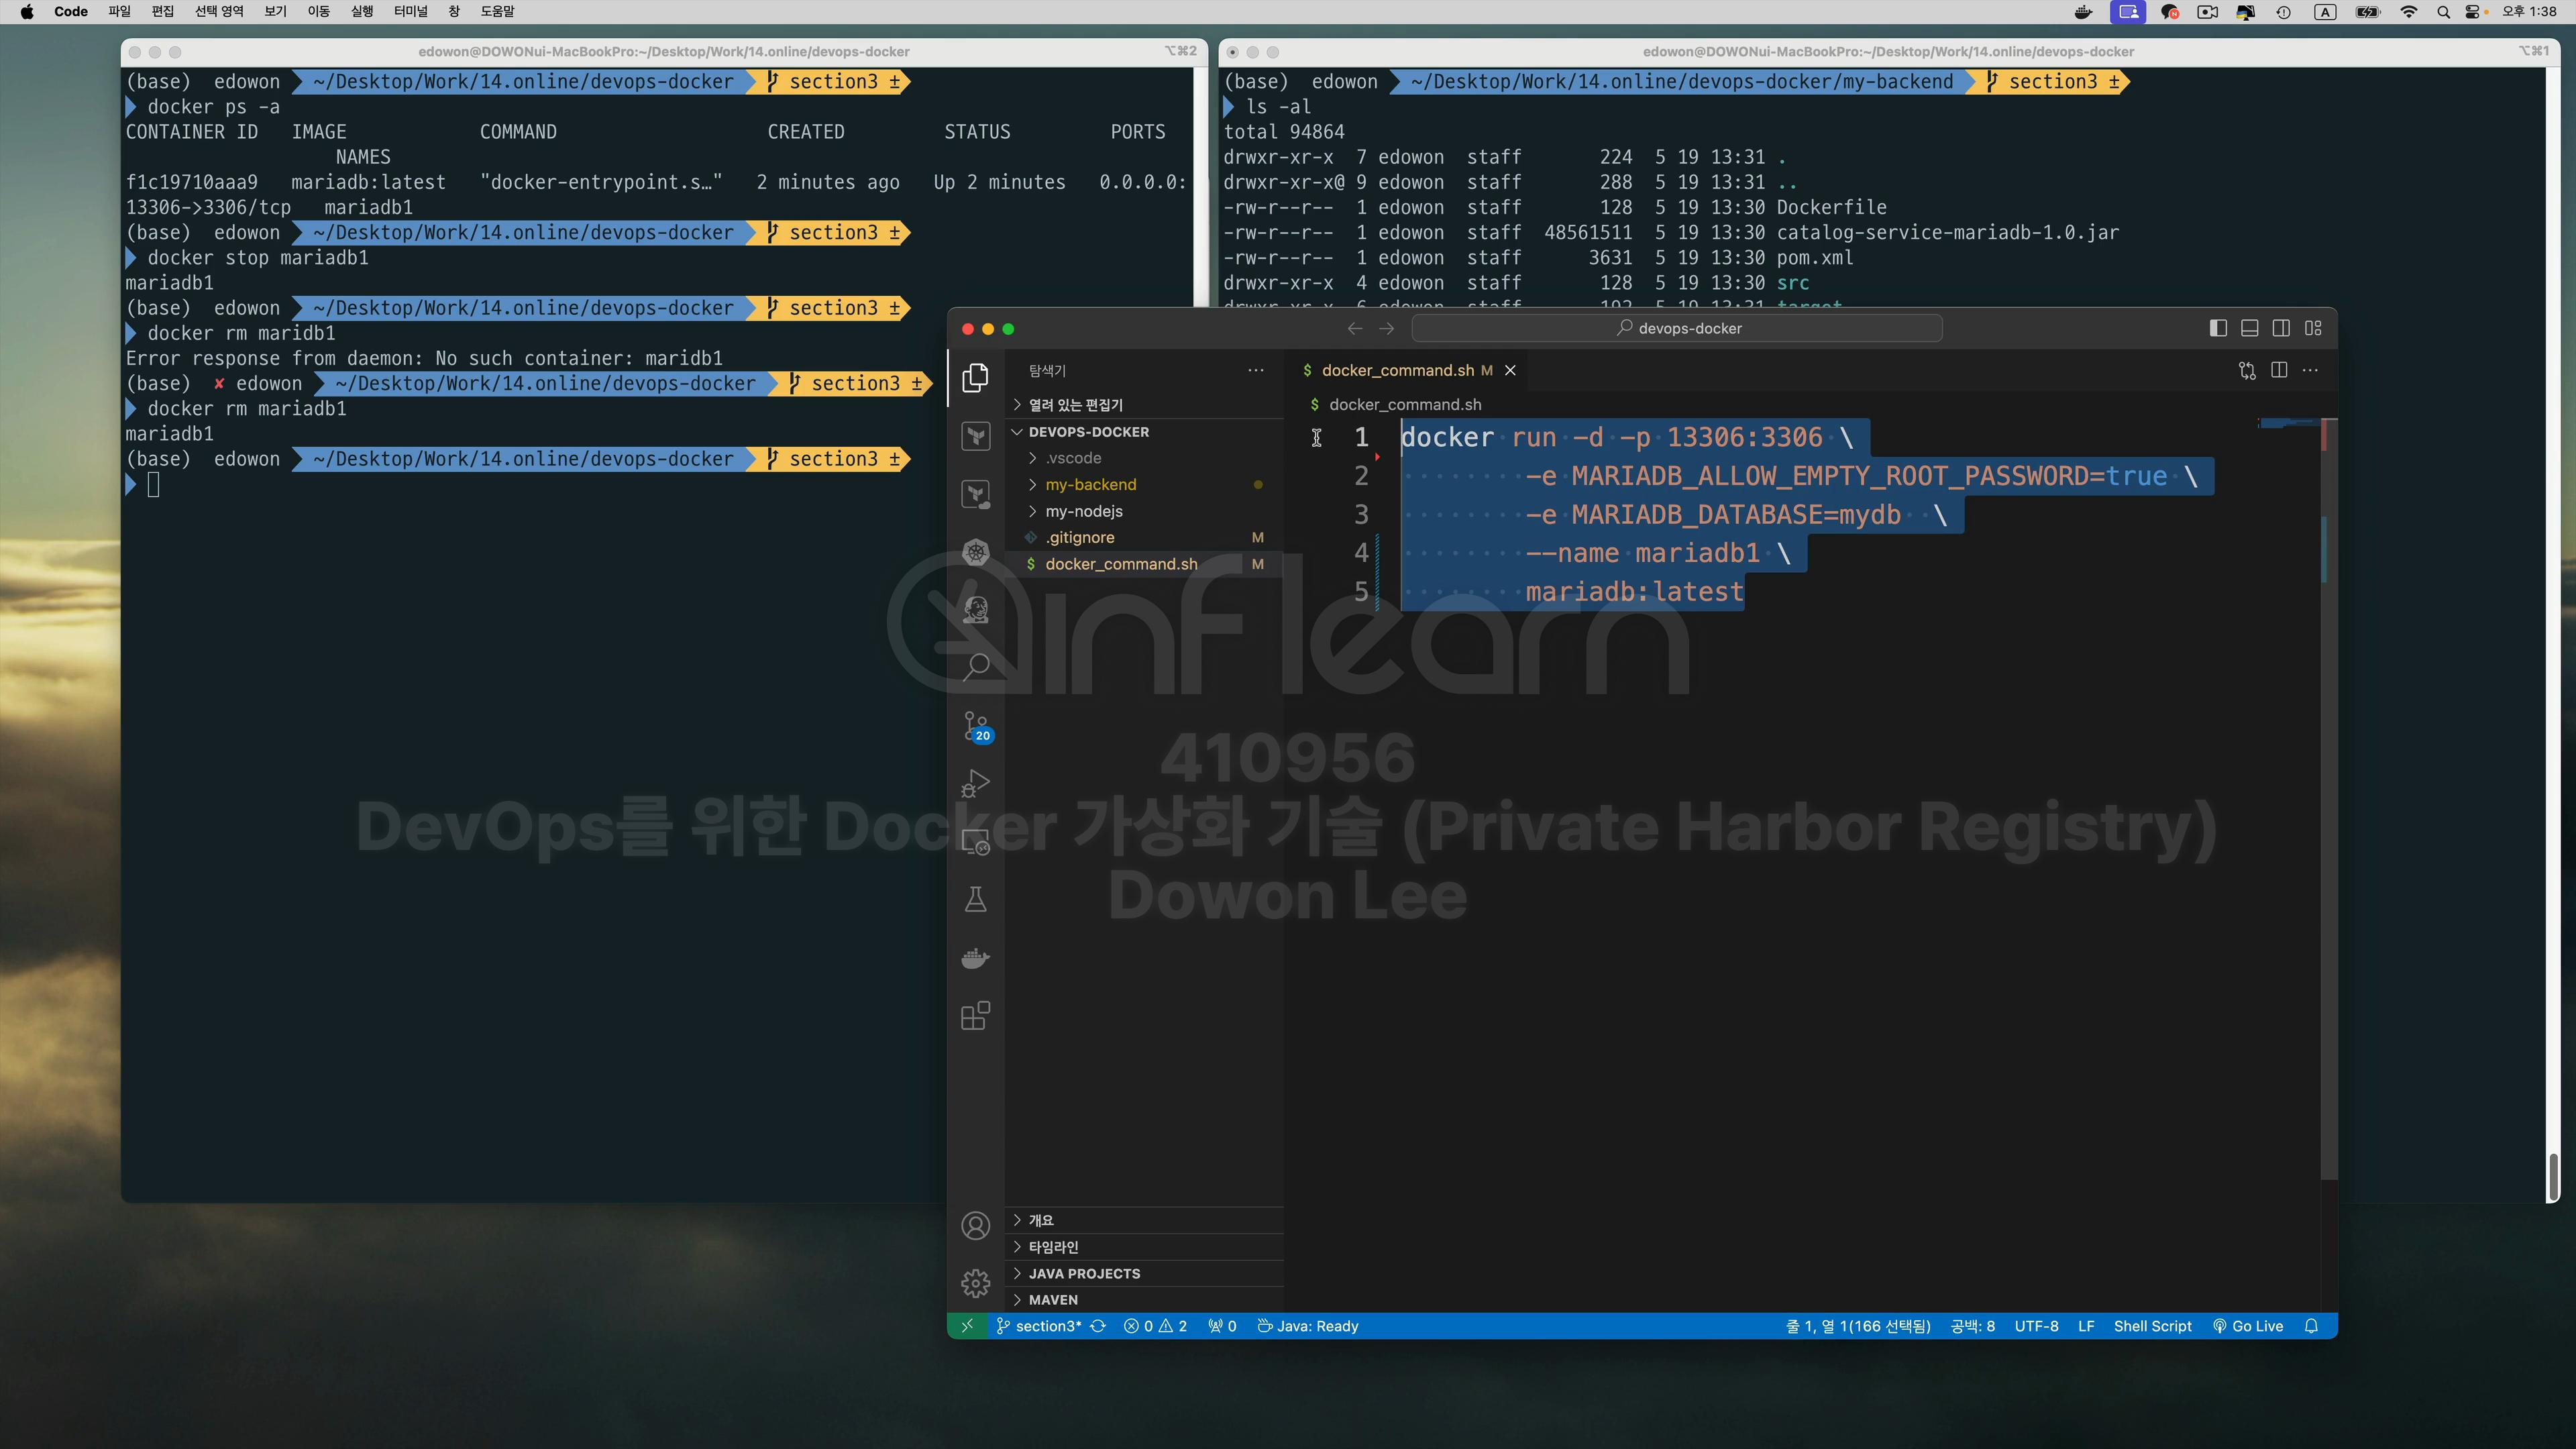 Code 파일 편집 선택 영역 보기 이동 실행 터미널 창 도움말
A 오후 1:38
edowon@DOWONui-MacBookPro:~/Desktop/Work/14.online/devops-docker ⌥⌘2
(base) edowon ~/Desktop/Work/14.online/devops-docker section3 ±
docker ps -a
CONTAINER ID IMAGE COMMAND CREATED STATUS PORTS
NAMES
f1c19710aaa9 mariadb:latest "docker-entrypoint.s…" 2 minutes ago Up 2 minutes 0.0.0.0:
13306->3306/tcp mariadb1
(base) edowon ~/Desktop/Work/14.online/devops-docker section3 ±
docker stop mariadb1
mariadb1
(base) edowon ~/Desktop/Work/14.online/devops-docker section3 ±
docker rm maridb1
Error response from daemon: No such container: maridb1
(base) ✘ edowon ~/Desktop/Work/14.online/devops-docker section3 ±
docker rm mariadb1
mariadb1
(base) edowon ~/Desktop/Work/14.online/devops-docker section3 ±
edowon@DOWONui-MacBookPro:~/Desktop/Work/14.online/devops-docker ⌥⌘1
(base) edowon ~/Desktop/Work/14.online/devops-docker/my-backend section3 ±
ls -al
total 94864
drwxr-xr-x 7 edowon staff 224 5 19 13:31 .
drwxr-xr-x@ 9 edowon staff 288 5 19 13:31 ..
-rw-r--r-- 1 edowon staff 128 5 19 13:30 Dockerfile
-rw-r--r-- 1 edowon staff 48561511 5 19 13:30 catalog-service-mariadb-1.0.jar
-rw-r--r-- 1 edowon staff 3631 5 19 13:30 pom.xml
drwxr-xr-x 4 edowon staff 128 5 19 13:30 src
drwxr-xr-x 6 edowon staff 192 5 19 13:31 target
devops-docker
탐색기
열려 있는 편집기
DEVOPS-DOCKER
.vscode
my-backend
my-nodejs
.gitignore M
docker_command.sh M
20
개요
타임라인
JAVA PROJECTS
MAVEN
$ docker_command.sh M
$ docker_command.sh
1 docker run -d -p 13306:3306 \
2 -e MARIADB_ALLOW_EMPTY_ROOT_PASSWORD=true \
3 -e MARIADB_DATABASE=mydb \
4 --name mariadb1 \
5 mariadb:latest
section3* 0 2 0 Java: Ready
줄 1, 열 1(166 선택됨) 공백: 8 UTF-8 LF Shell Script Go Live
inflearn
410956
DevOps를 위한 Docker 가상화 기술 (Private Harbor Registry)
Dowon Lee